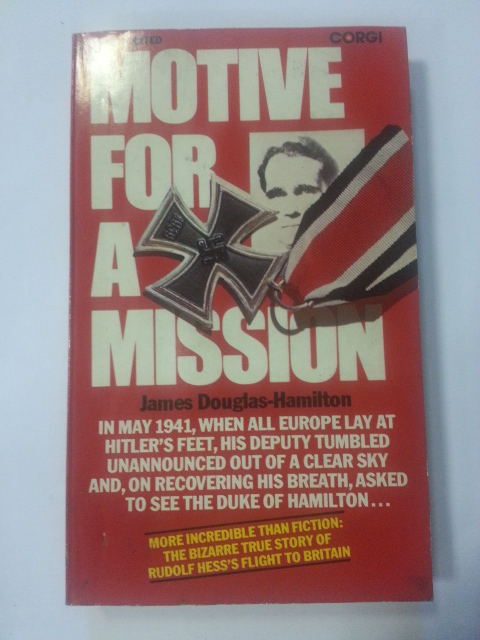 CORGI
MOTIVE
FOR
A
MISSION
James Douglas-Hamilton
IN MAY 1941, WHEN ALL EUROPE LAY AT
HITLER'S FEET, HIS DEPUTY TUMBLED
UNANNOUNCED OUT OF A CLEAR SKY
AND, ON RECOVERING HIS BREATH, ASKED
TO SEE THE DUKE OF HAMILTON...
MORE INCREDIBLE THAN FICTION:
THE BIZARRE TRUE STORY OF
RUDOLF HESS'S FLIGHT TO BRITAIN